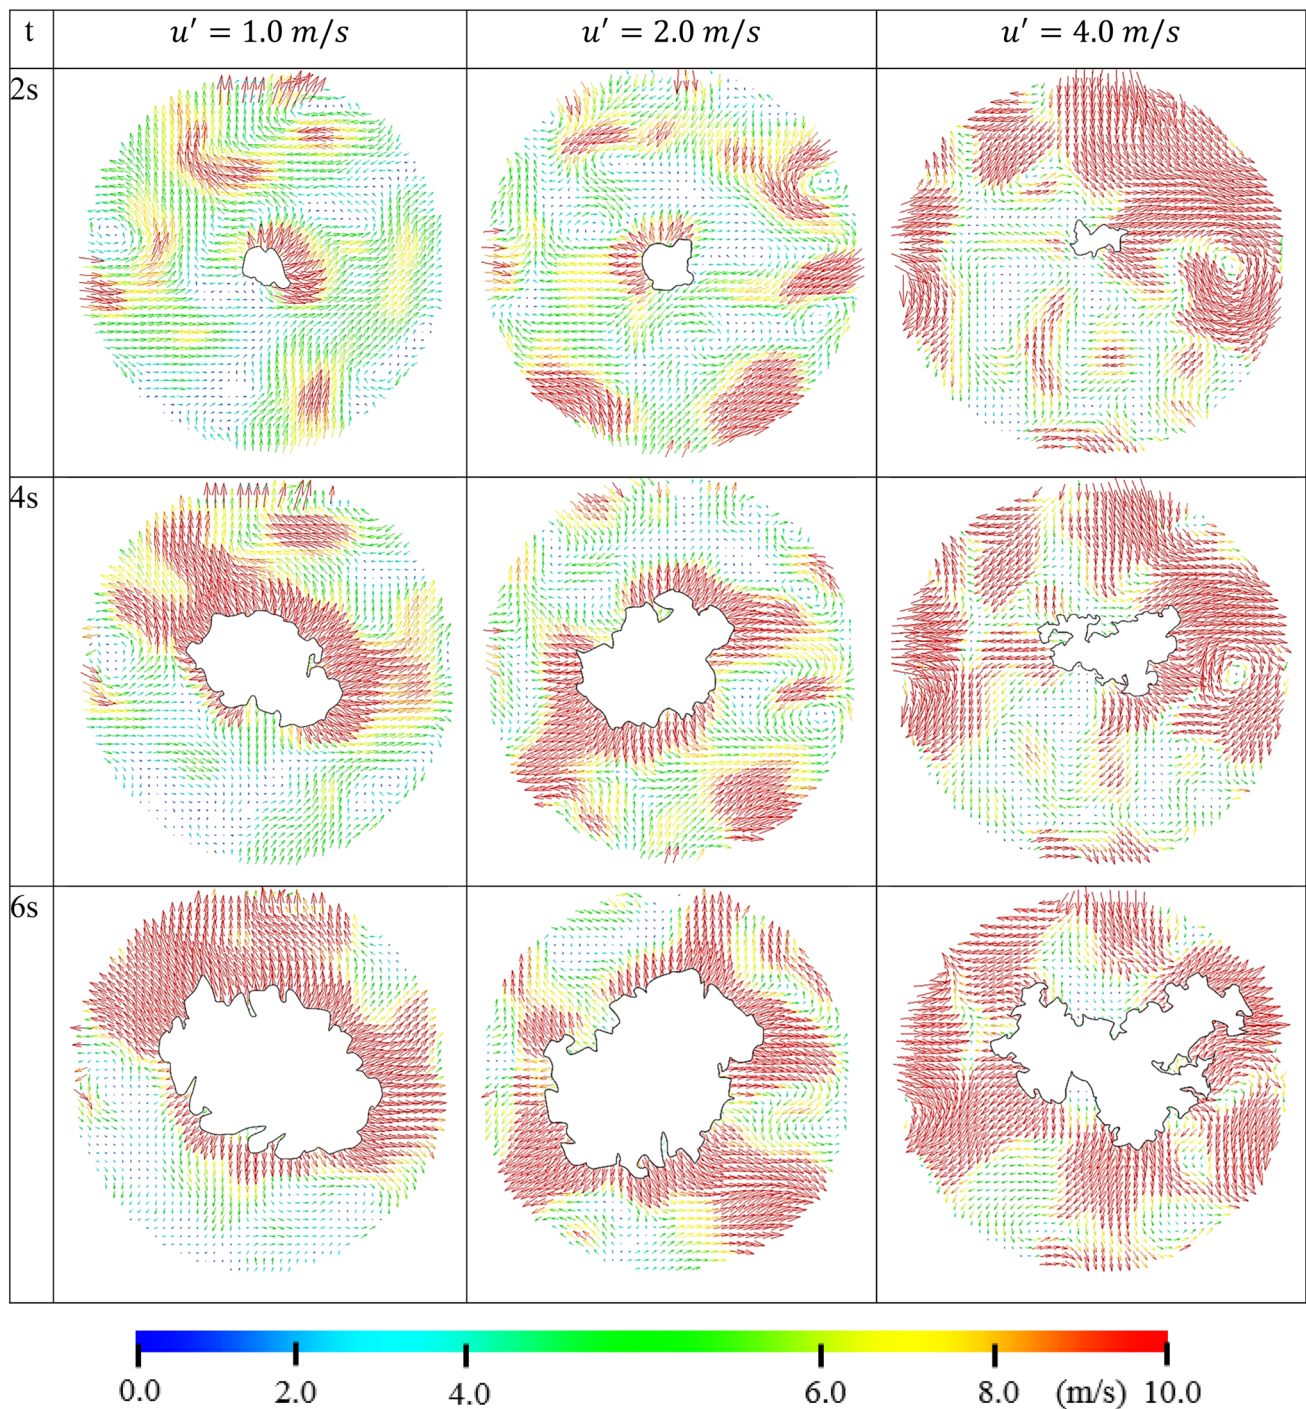 t u′ = 1.0 m/s u′ = 2.0 m/s u′ = 4.0 m/s
2s
4s
6s
0.0 2.0 4.0 6.0 8.0 (m/s) 10.0